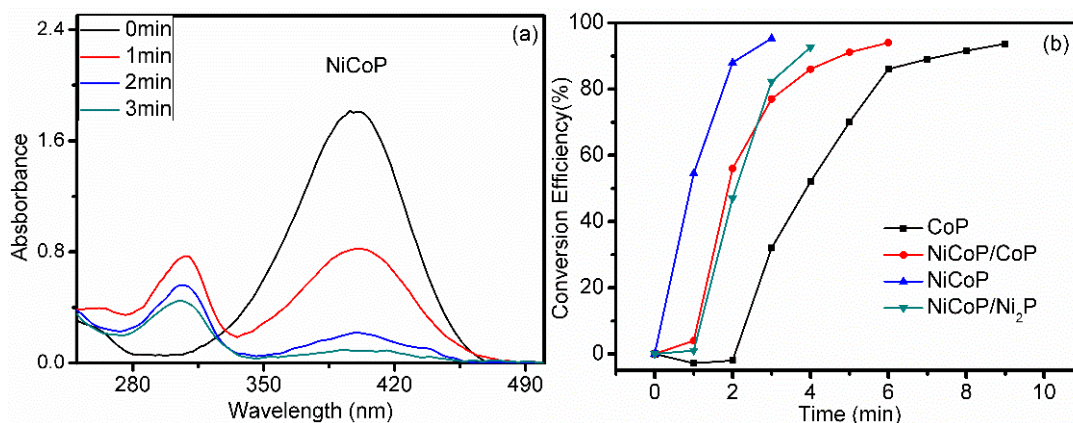 2.4
1.6
0.8
0.0
280
350
420
490
Wavelength (nm)
Abssorbance
0min
1min
2min
3min
NiCoP
(a)
100
80
60
40
20
0
0
2
4
6
8
10
Time (min)
Conversion Efficiency(%)
CoP
NiCoP/CoP
NiCoP
NiCoP/Ni₂P
(b)